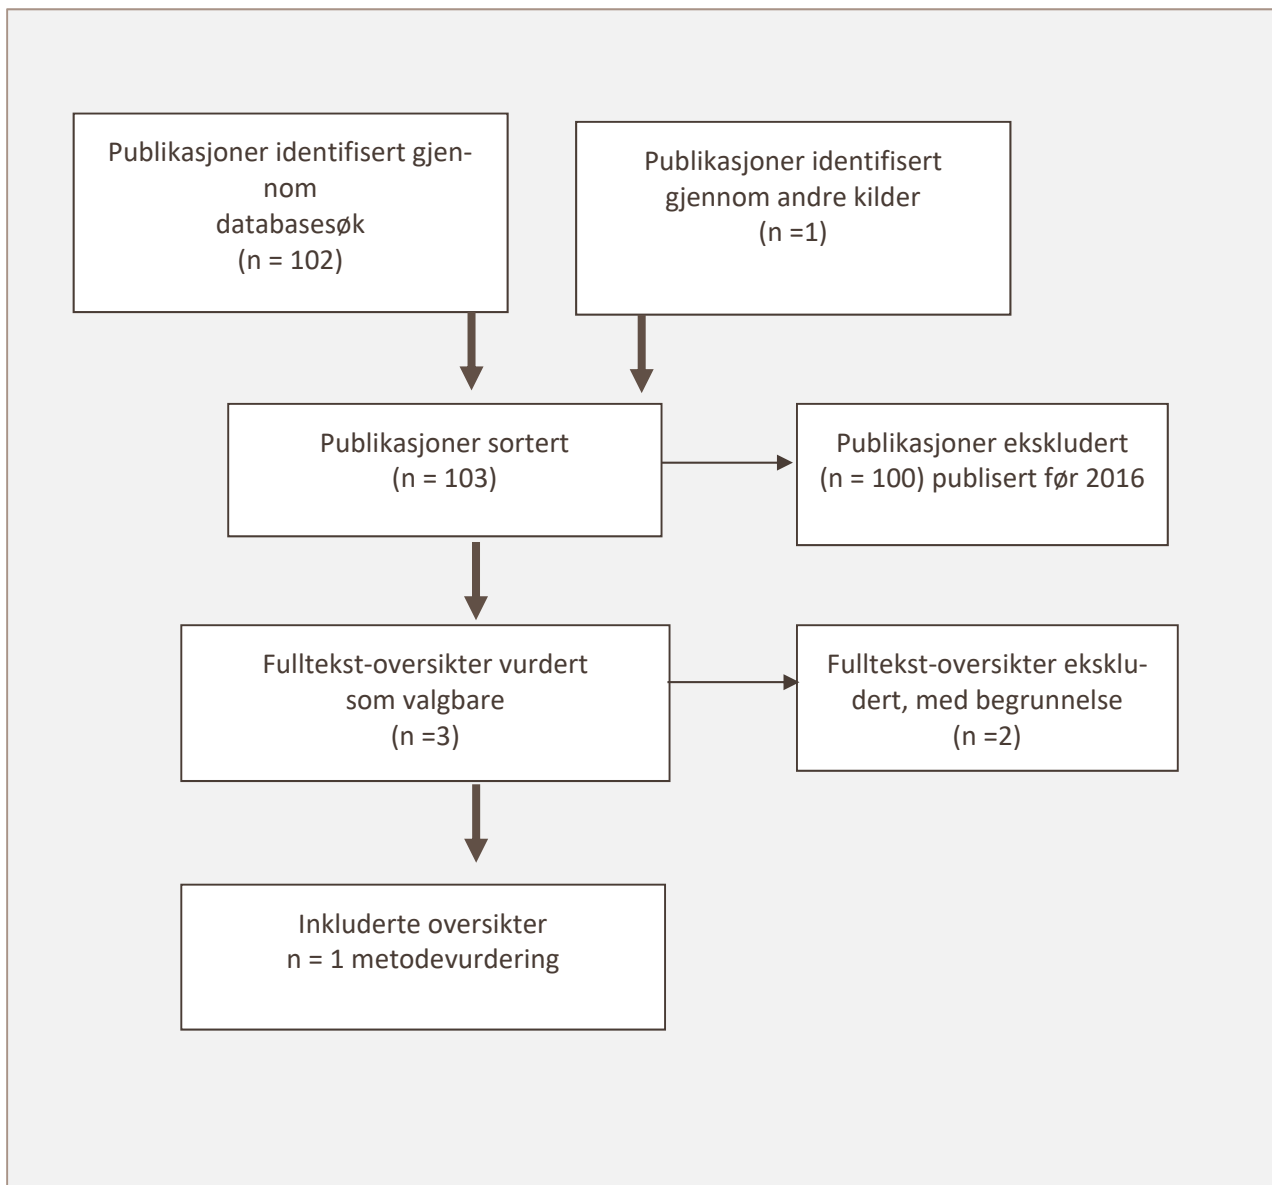 Publikasjoner identifisert gjen-
nom
databasesøk
(n = 102)
Publikasjoner identifisert
gjennom andre kilder
(n =1)
Publikasjoner sortert
(n = 103)
Publikasjoner ekskludert
(n = 100) publisert før 2016
Fulltekst-oversikter vurdert
som valgbare
(n =3)
Fulltekst-oversikter eksklu-
dert, med begrunnelse
(n =2)
Inkluderte oversikter
n = 1 metodevurdering